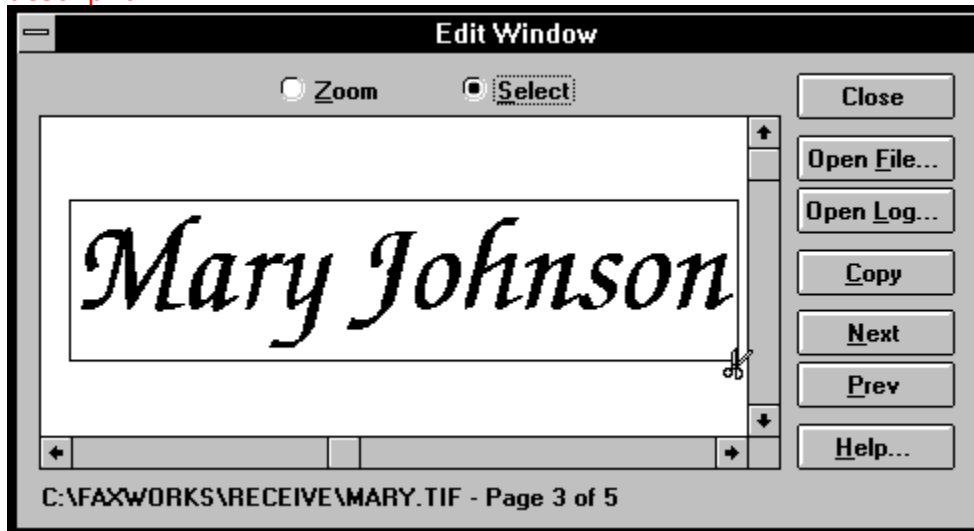 Edit Window
Zoom Select
Close
Open File...
Open Log...
Mary Johnson
Copy
Next
Prev
Help...
C:\FAXWORKS\RECEIVE\MARY.TIF - Page 3 of 5